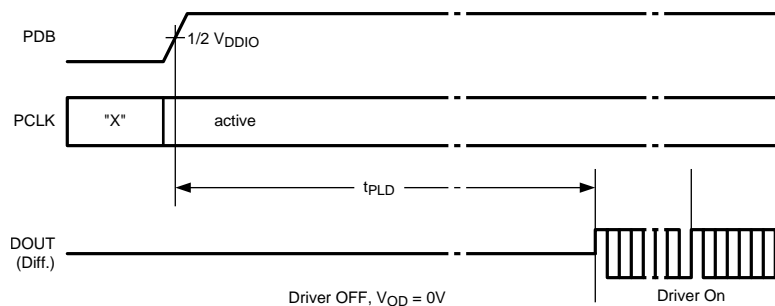 PDB
1/2 VDDIO
PCLK
"X"
active
tPLD
DOUT
(Diff.)
Driver OFF, VOD = 0V
Driver On